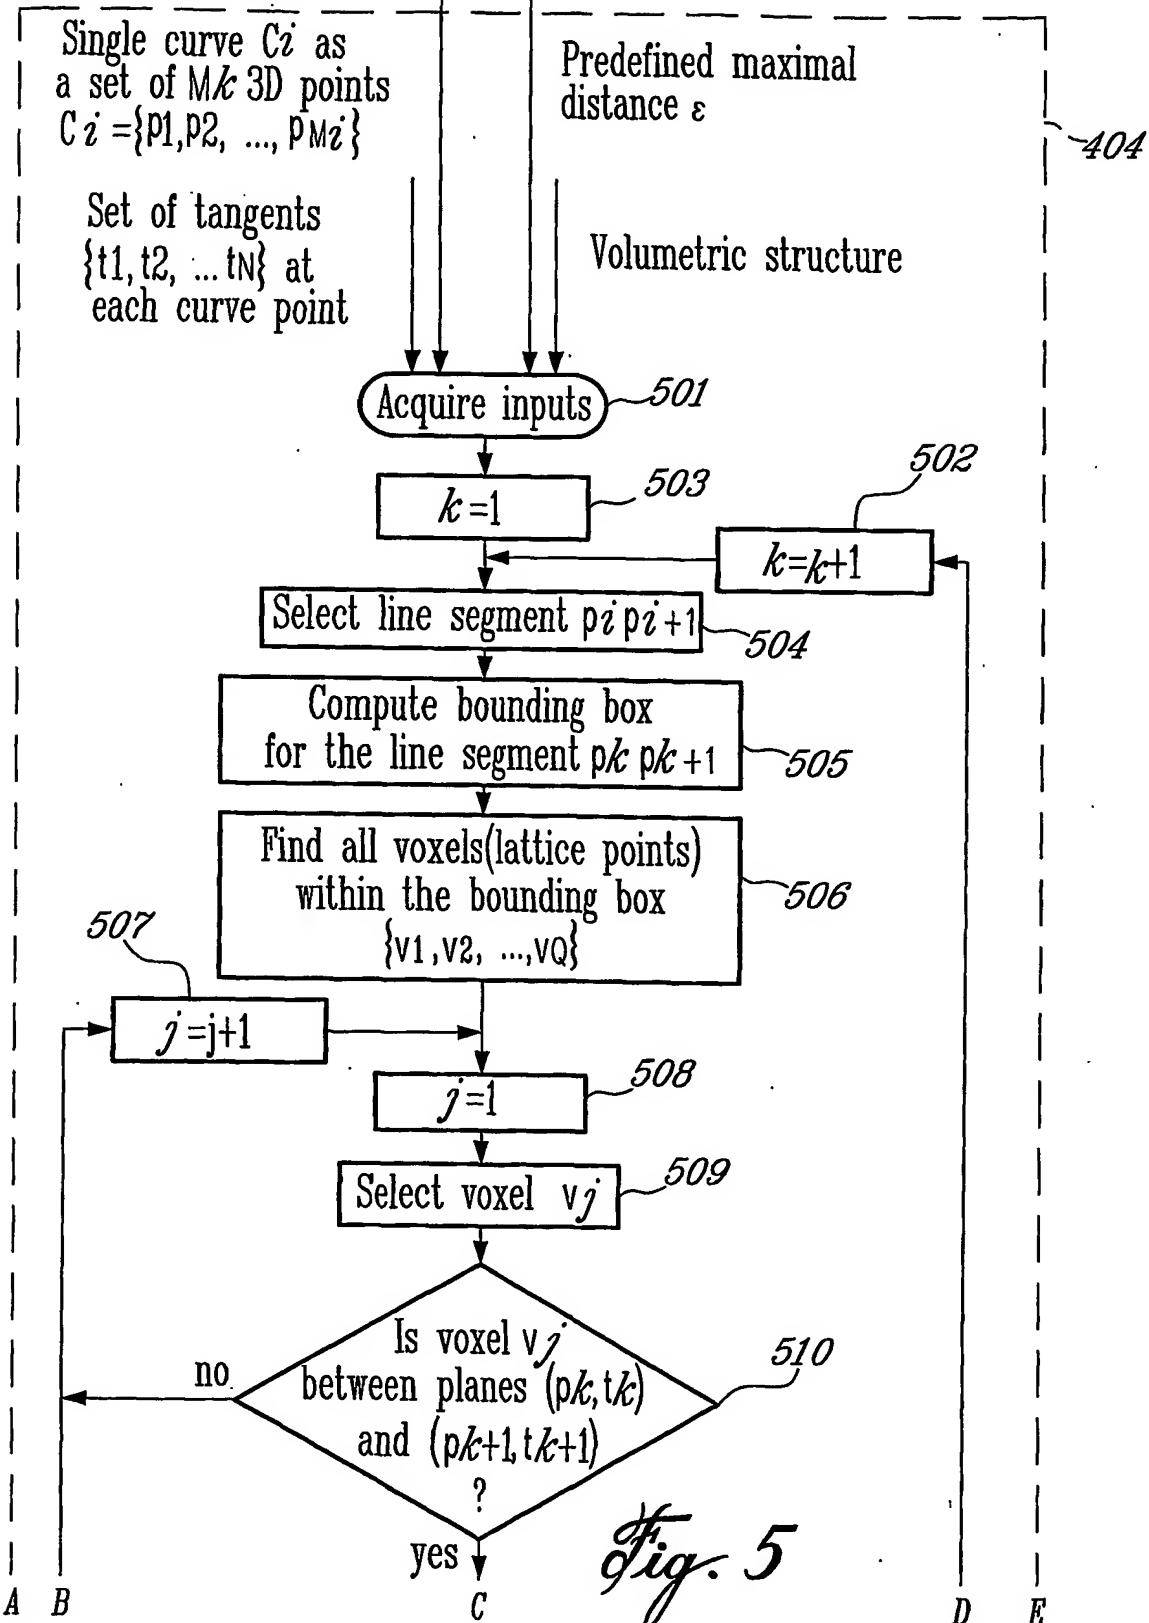 Single curve Ci as
a set of Mk 3D points
Ci ={p1,p2, ..., pMi}
Predefined maximal
distance ε
404
Set of tangents
{t1, t2, ... tN} at
each curve point
Volumetric structure
Acquire inputs
501
k=1
503
502
k=k+1
Select line segment pi pi+1
504
Compute bounding box
for the line segment pk pk+1
505
Find all voxels(lattice points)
within the bounding box
{v1,v2, ...,vQ}
506
507
j=j+1
j=1
508
Select voxel vj
509
Is voxel vj
between planes (pk,tk)
and (pk+1,tk+1)
?
510
no
yes
Fig. 5
A B C D E